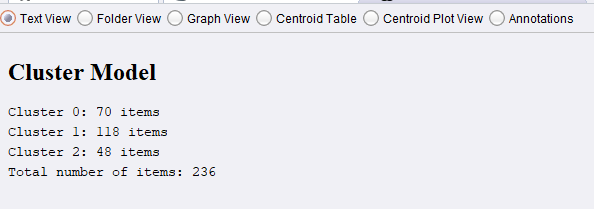 Text View Folder View Graph View Centroid Table Centroid Plot View Annotations
Cluster Model
Cluster 0: 70 items
Cluster 1: 118 items
Cluster 2: 48 items
Total number of items: 236